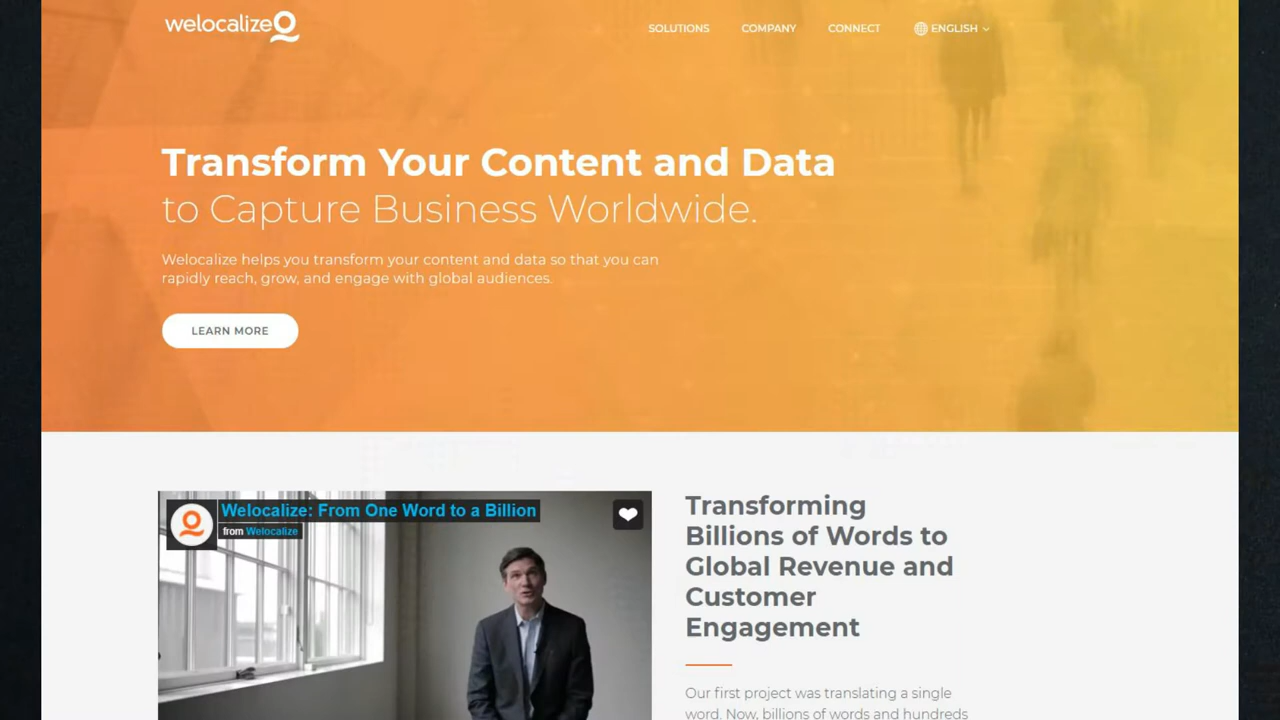 welocalize
SOLUTIONS
COMPANY
CONNECT
ENGLISH
Transform Your Content and Data
to Capture Business Worldwide.
Welocalize helps you transform your content and data so that you can
rapidly reach, grow, and engage with global audiences.
LEARN MORE
Welocalize: From One Word to a Billion
from Welocalize
Transforming
Billions of Words to
Global Revenue and
Customer
Engagement
Our first project was translating a single
word. Now, billions of words and hundreds